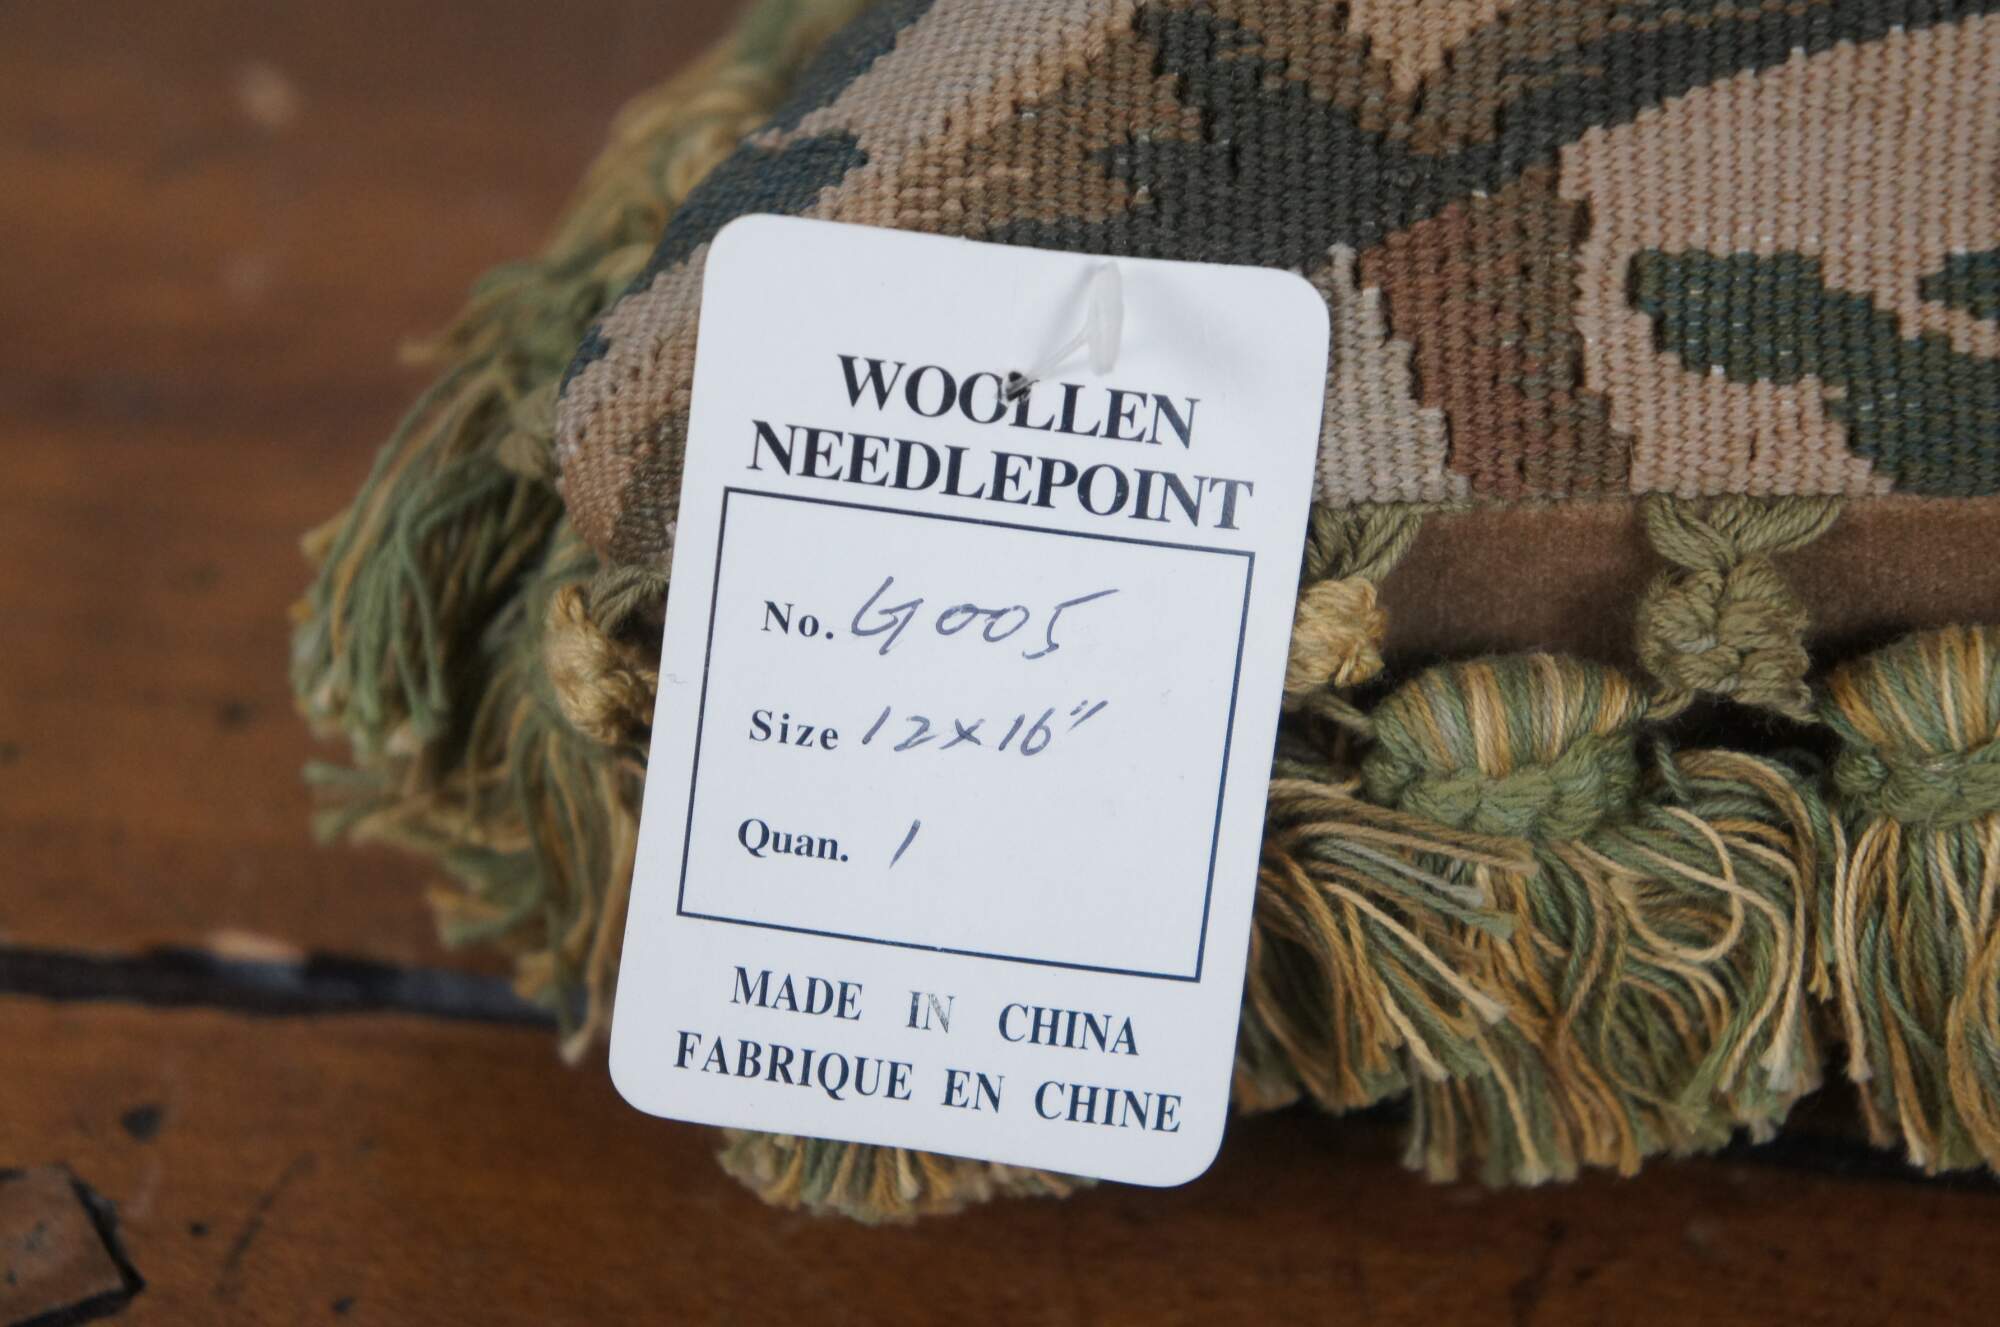 WOOLLEN
NEEDLEPOINT
No. G005
Size 12x16"
Quan. 1
MADE IN CHINA
FABRIQUE EN CHINE